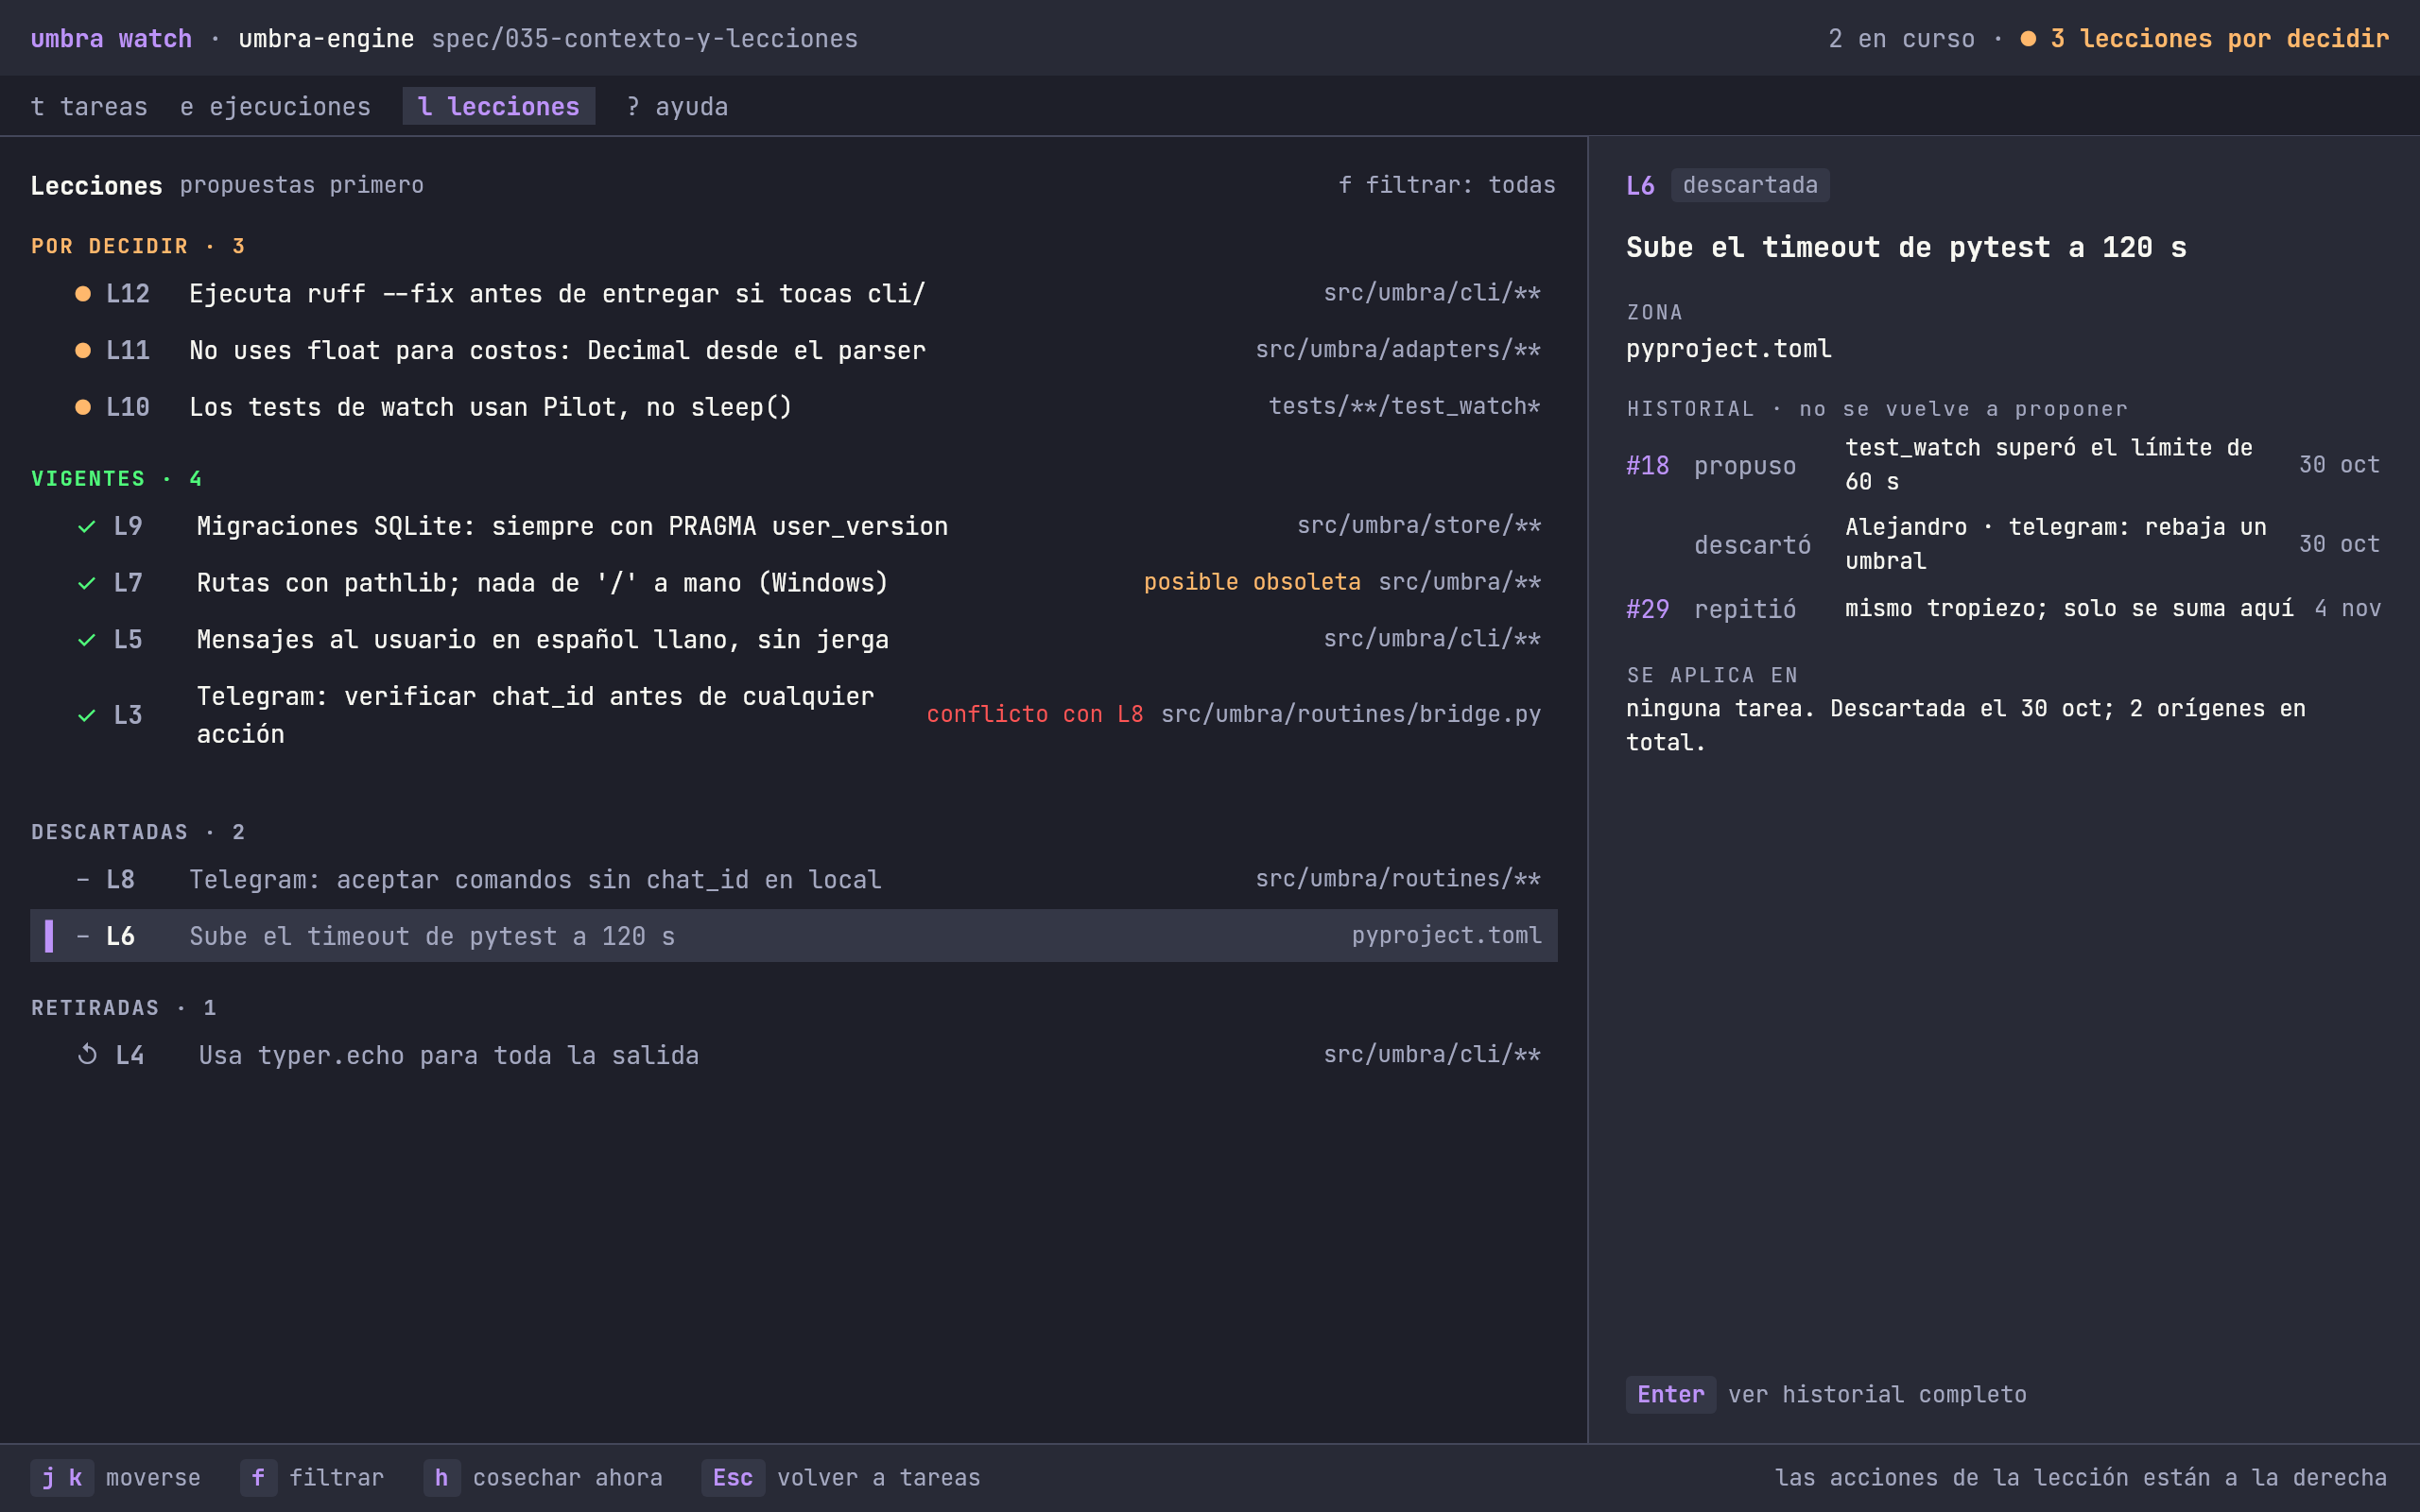 umbra watch · umbra-engine spec/035-contexto-y-lecciones
2 en curso · ● 3 lecciones por decidir
t tareas e ejecuciones l lecciones ? ayuda
Lecciones propuestas primero f filtrar: todas
POR DECIDIR · 3
● L12 Ejecuta ruff --fix antes de entregar si tocas cli/ src/umbra/cli/**
● L11 No uses float para costos: Decimal desde el parser src/umbra/adapters/**
● L10 Los tests de watch usan Pilot, no sleep() tests/**/test_watch*
VIGENTES · 4
✓ L9 Migraciones SQLite: siempre con PRAGMA user_version src/umbra/store/**
✓ L7 Rutas con pathlib; nada de '/' a mano (Windows) posible obsoleta src/umbra/**
✓ L5 Mensajes al usuario en español llano, sin jerga src/umbra/cli/**
✓ L3 Telegram: verificar chat_id antes de cualquier
acción
conflicto con L8 src/umbra/routines/bridge.py
DESCARTADAS · 2
– L8 Telegram: aceptar comandos sin chat_id en local src/umbra/routines/**
– L6 Sube el timeout de pytest a 120 s pyproject.toml
RETIRADAS · 1
↺ L4 Usa typer.echo para toda la salida src/umbra/cli/**
L6 descartada
Sube el timeout de pytest a 120 s
ZONA
pyproject.toml
HISTORIAL · no se vuelve a proponer
#18 propuso test_watch superó el límite de
60 s
30 oct
descartó Alejandro · telegram: rebaja un
umbral
30 oct
#29 repitió mismo tropiezo; solo se suma aquí 4 nov
SE APLICA EN
ninguna tarea. Descartada el 30 oct; 2 orígenes en
total.
Enter ver historial completo
j k moverse f filtrar h cosechar ahora Esc volver a tareas
las acciones de la lección están a la derecha